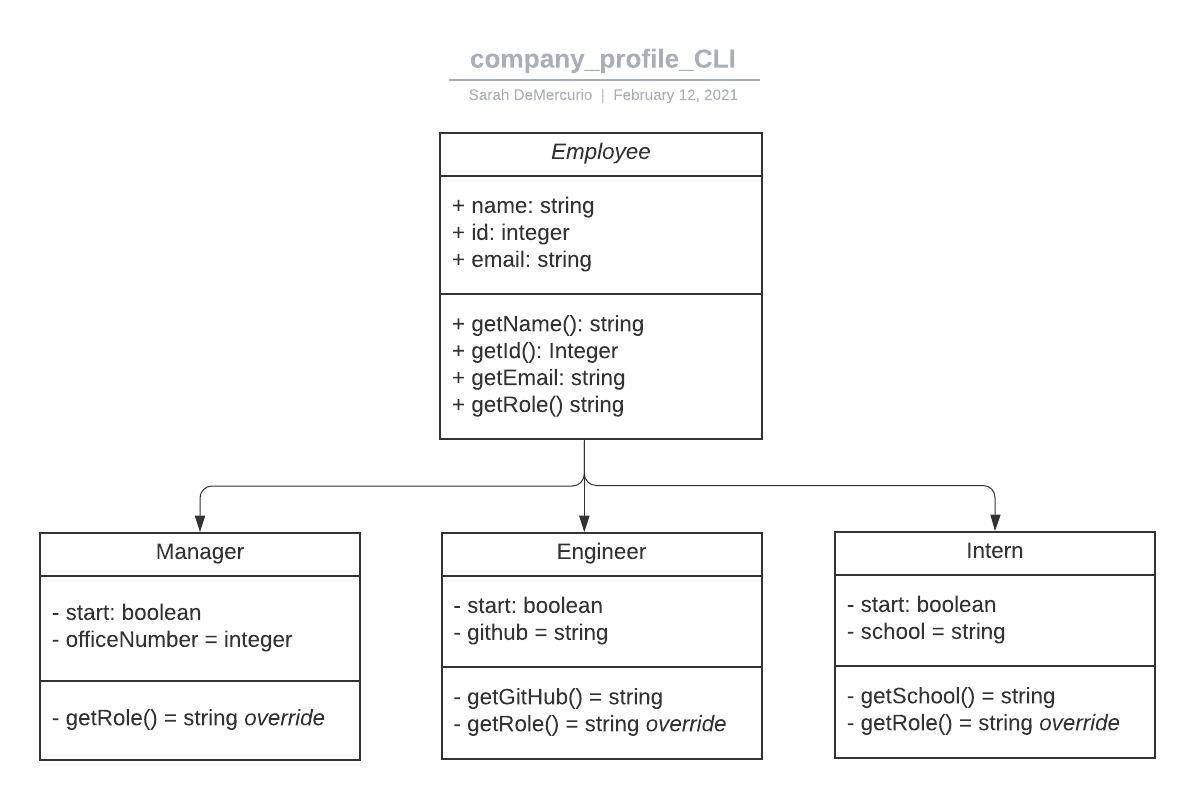 company_profile_CLI
Sarah DeMercurio | February 12, 2021
Employee
+ name: string
+ id: integer
+ email: string
+ getName(): string
+ getId(): Integer
+ getEmail: string
+ getRole() string
Manager
- start: boolean
- officeNumber = integer
- getRole() = string override
Engineer
- start: boolean
- github = string
- getGitHub() = string
- getRole() = string override
Intern
- start: boolean
- school = string
- getSchool() = string
- getRole() = string override